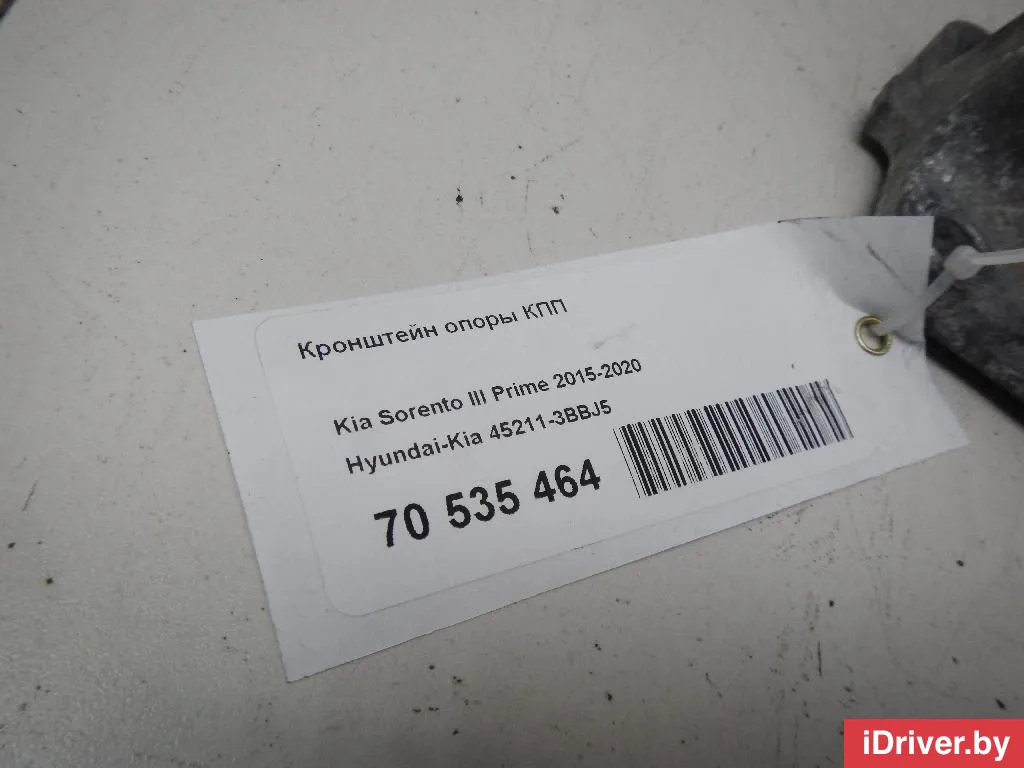 Кронштейн опоры КПП
Kia Sorento III Prime 2015-2020
Hyundai-Kia 45211-3BBJ5
70 535 464
iDriver.by